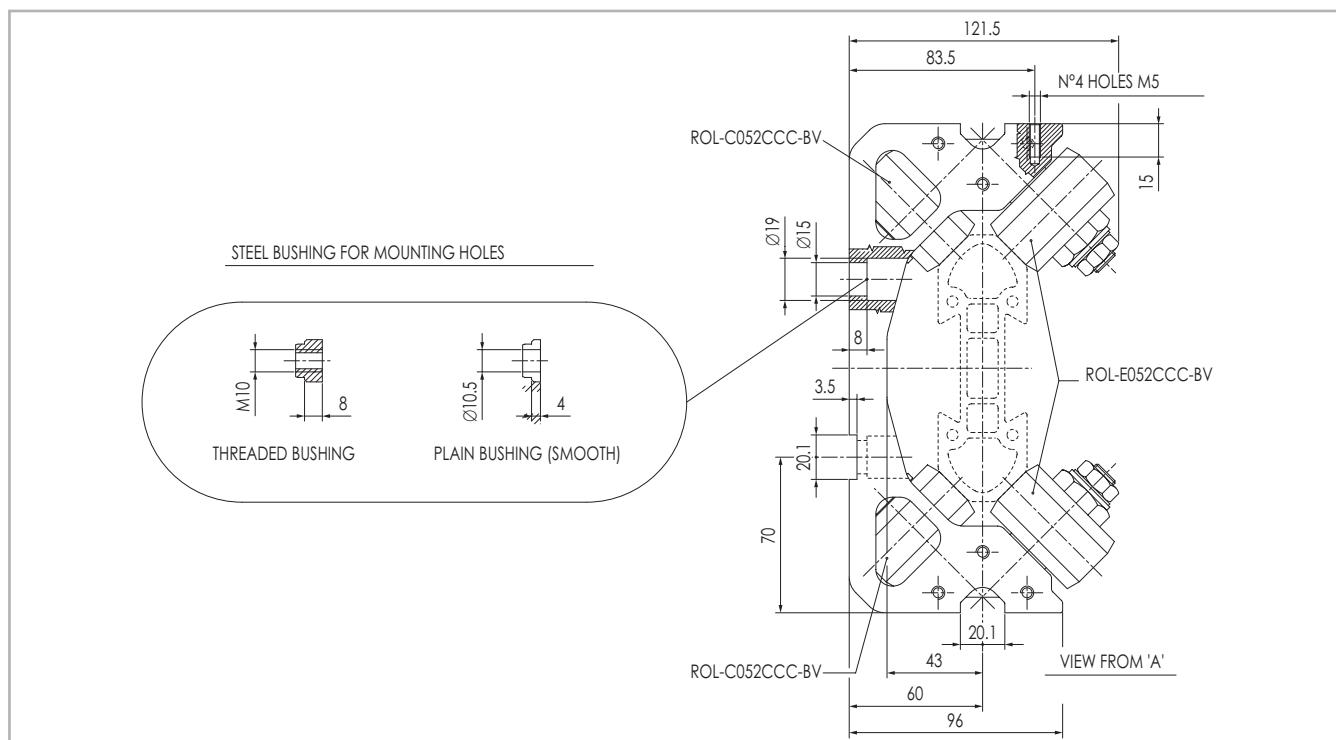 121.5
83.5
Nº4 HOLES M5
ROL-C052CCC-BV
15
Ø19
Ø15
STEEL BUSHING FOR MOUNTING HOLES
8
M10
8
Ø10.5
4
THREADED BUSHING
PLAIN BUSHING (SMOOTH)
ROL-E052CCC-BV
3.5
20.1
70
20.1
ROL-C052CCC-BV
43
VIEW FROM 'A'
60
96